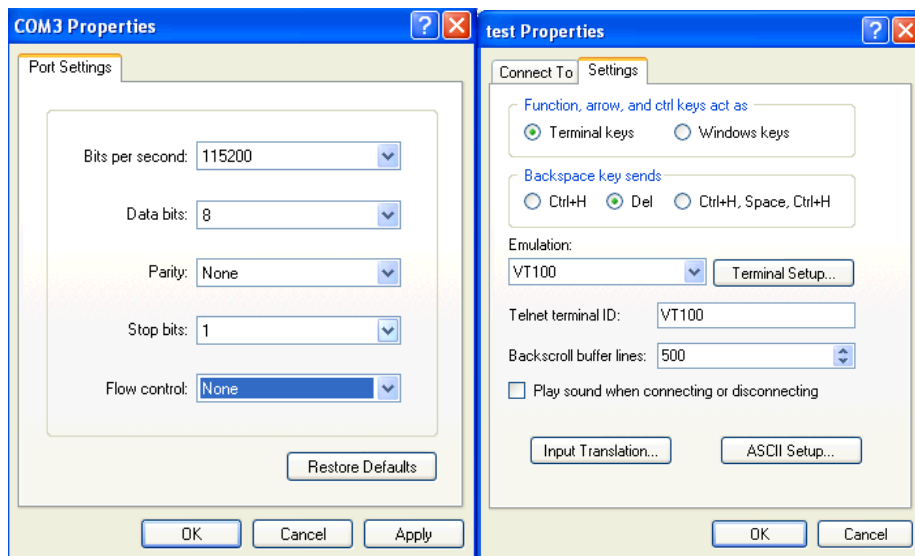 COM3 Properties
Port Settings
Bits per second: 115200
Data bits: 8
Parity: None
Stop bits: 1
Flow control: None
Restore Defaults
OK Cancel Apply
test Properties
Connect To Settings
Function, arrow, and ctrl keys act as
Terminal keys Windows keys
Backspace key sends
Ctrl+H Del Ctrl+H, Space, Ctrl+H
Emulation:
VT100 Terminal Setup...
Telnet terminal ID: VT100
Backscroll buffer lines: 500
Play sound when connecting or disconnecting
Input Translation... ASCII Setup...
OK Cancel